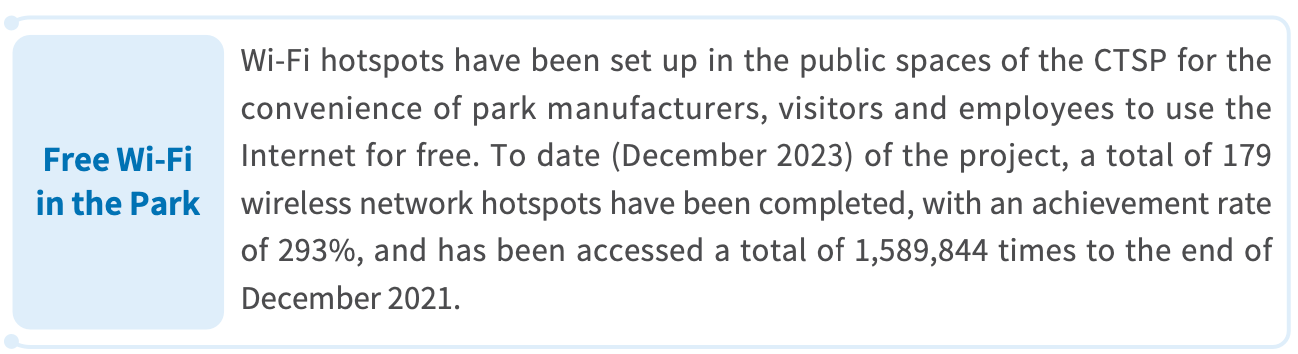 Free Wi-Fi
in the Park
Wi-Fi hotspots have been set up in the public spaces of the CTSP for the
convenience of park manufacturers, visitors and employees to use the
Internet for free. To date (December 2023) of the project, a total of 179
wireless network hotspots have been completed, with an achievement rate
of 293%, and has been accessed a total of 1,589,844 times to the end of
December 2021.